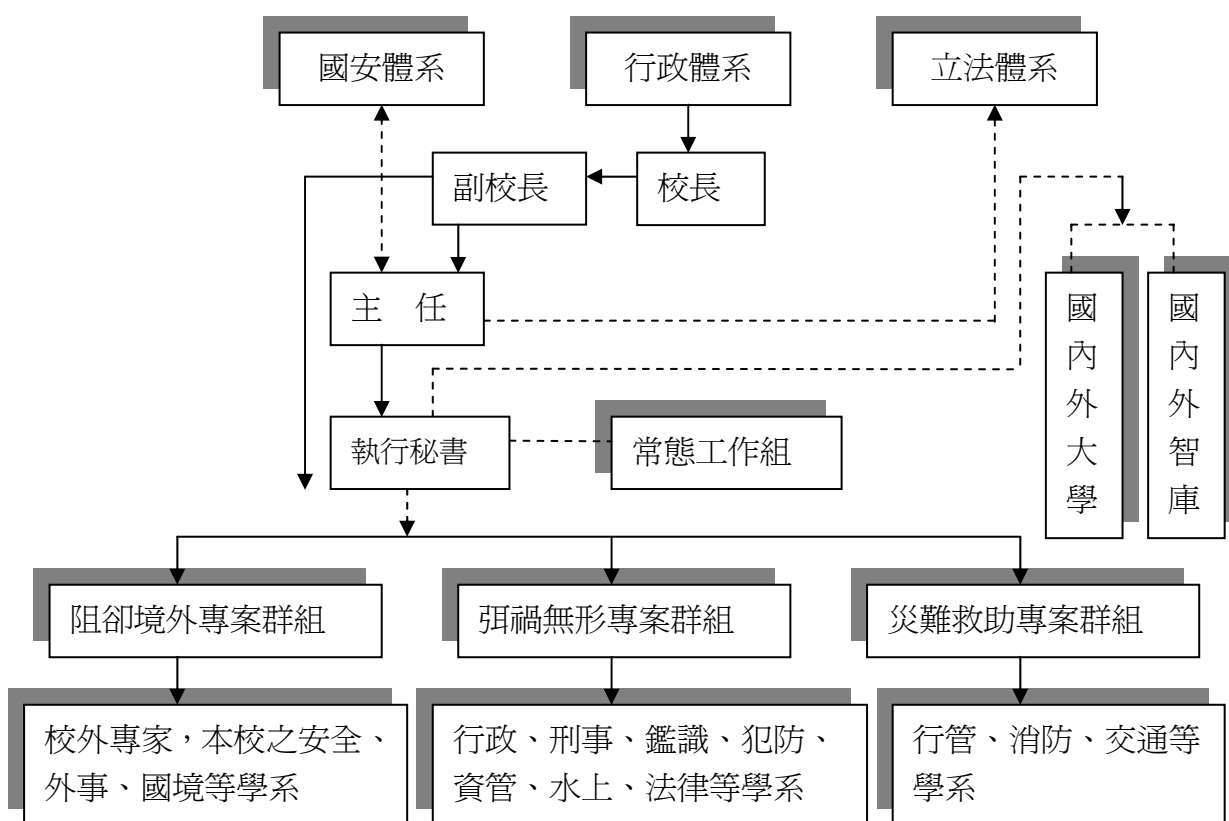 國安體系
行政體系
立法體系
副校長
校長
主 任
國內外大學
國內外智庫
執行秘書
常態工作組
阻卻境外專案群組
弭禍無形專案群組
災難救助專案群組
校外專家，本校之安全、
外事、國境等學系
行政、刑事、鑑識、犯防、
資管、水上、法律等學系
行管、消防、交通等
學系